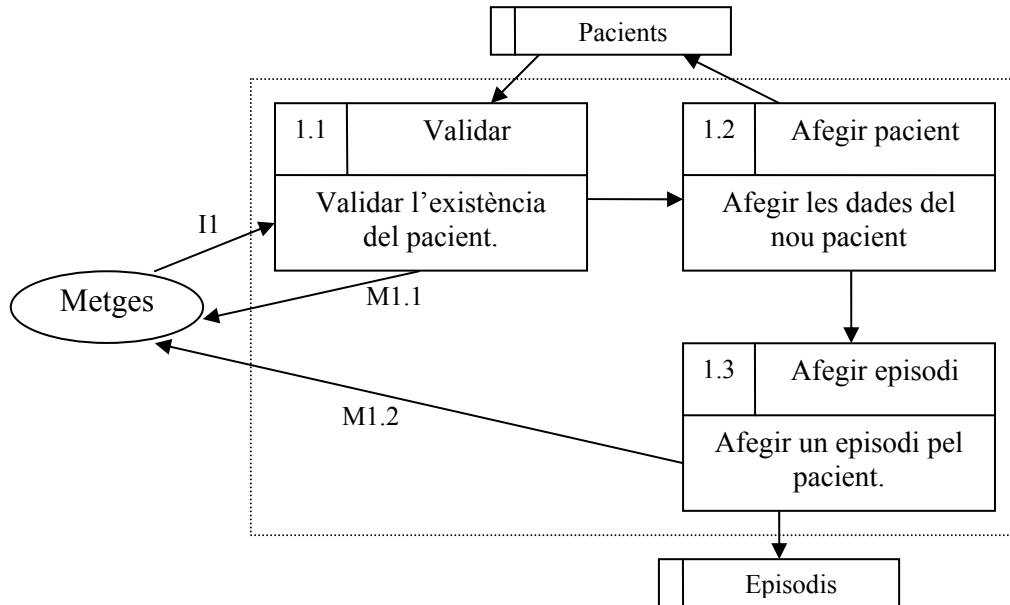 Pacients
1.1
Validar
1.2
Afegir pacient
Validar l’existència
del pacient.
Afegir les dades del
nou pacient
I1
Metges
M1.1
1.3
Afegir episodi
M1.2
Afegir un episodi pel
pacient.
Episodis